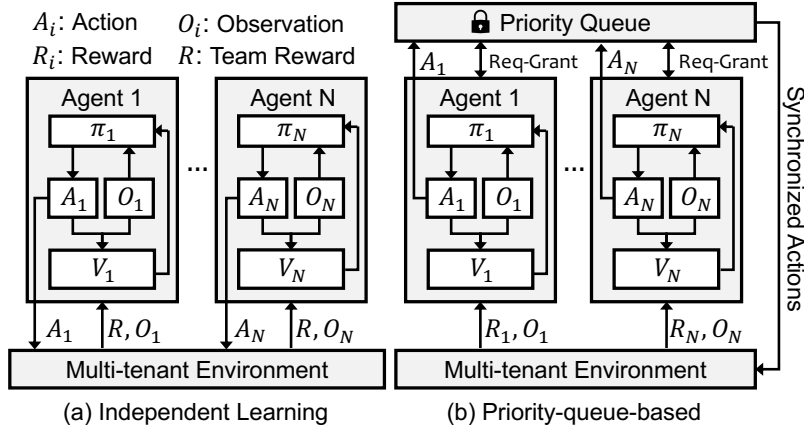 A_i: Action O_i: Observation
R_i: Reward R: Team Reward
Agent 1
π_1
A_1 O_1
V_1
...
Agent N
π_N
A_N O_N
V_N
A_1 R, O_1 A_N R, O_N
Multi-tenant Environment
(a) Independent Learning
Priority Queue
A_1 Req-Grant A_N Req-Grant
Agent 1
π_1
A_1 O_1
V_1
...
Agent N
π_N
A_N O_N
V_N
R_1, O_1 R_N, O_N
Multi-tenant Environment
Synchronized Actions
(b) Priority-queue-based